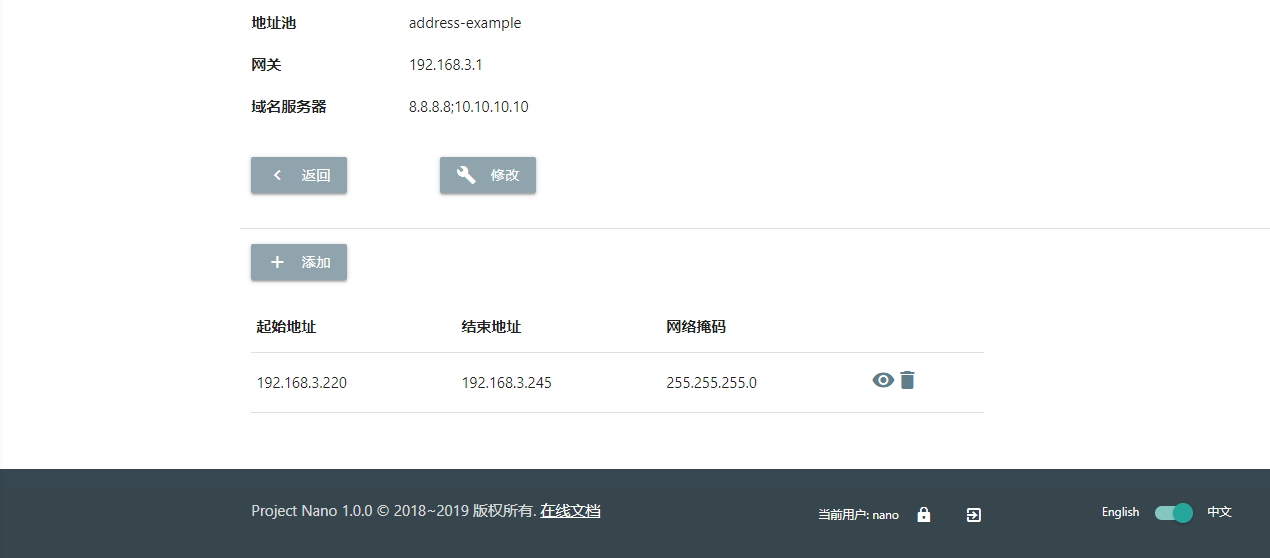 地址池 address-example
网关 192.168.3.1
域名服务器 8.8.8.8;10.10.10.10
返回 修改
添加
起始地址 结束地址 网络掩码
192.168.3.220 192.168.3.245 255.255.255.0
Project Nano 1.0.0 © 2018~2019 版权所有. 在线文档 当前用户: nano English 中文